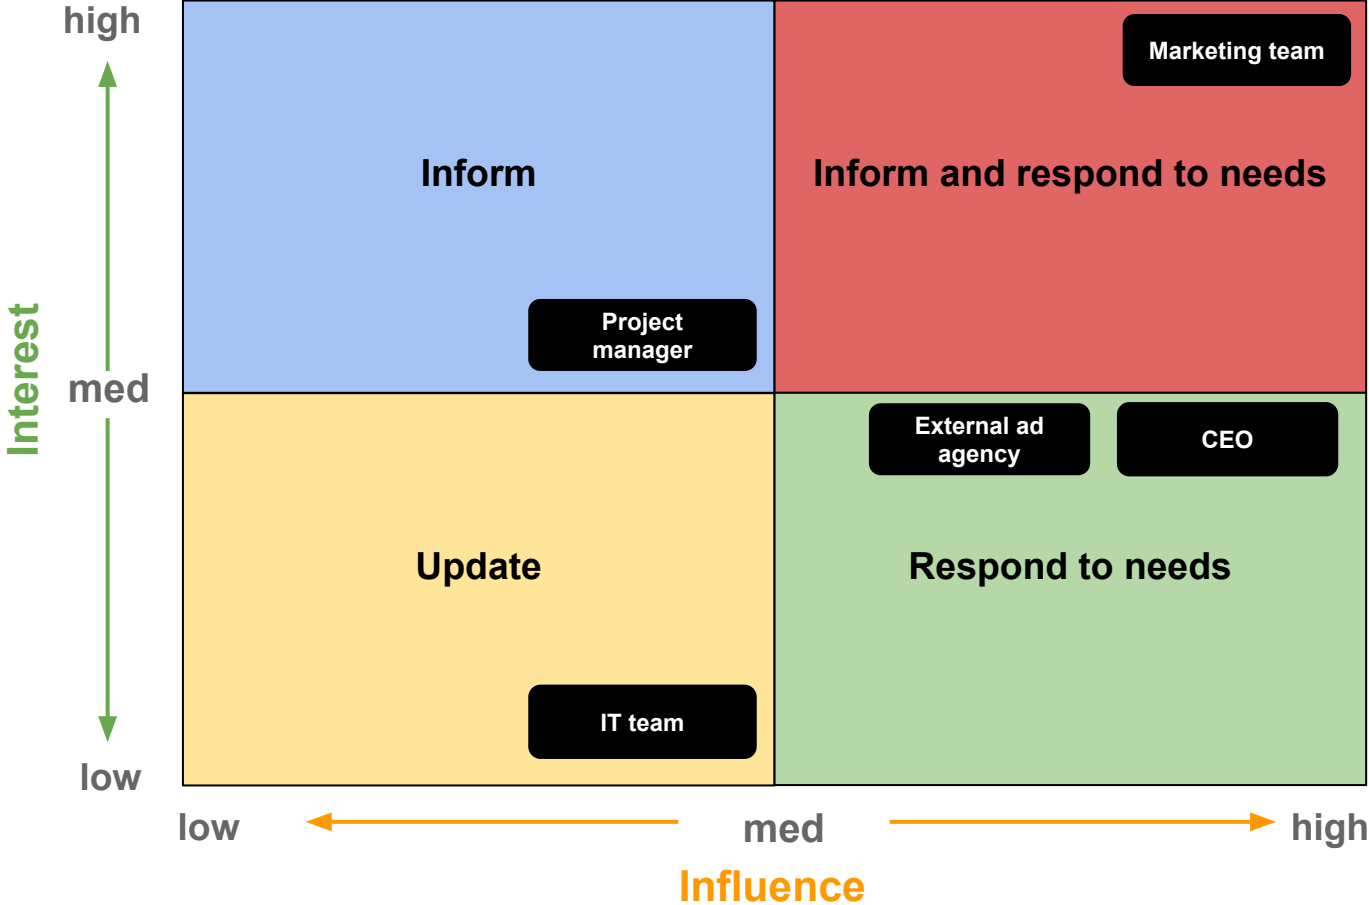 high
Marketing team
Inform
Inform and respond to needs
Project
manager
Interest
med
External ad
agency
CEO
Update
Respond to needs
IT team
low
low
med
high
Influence